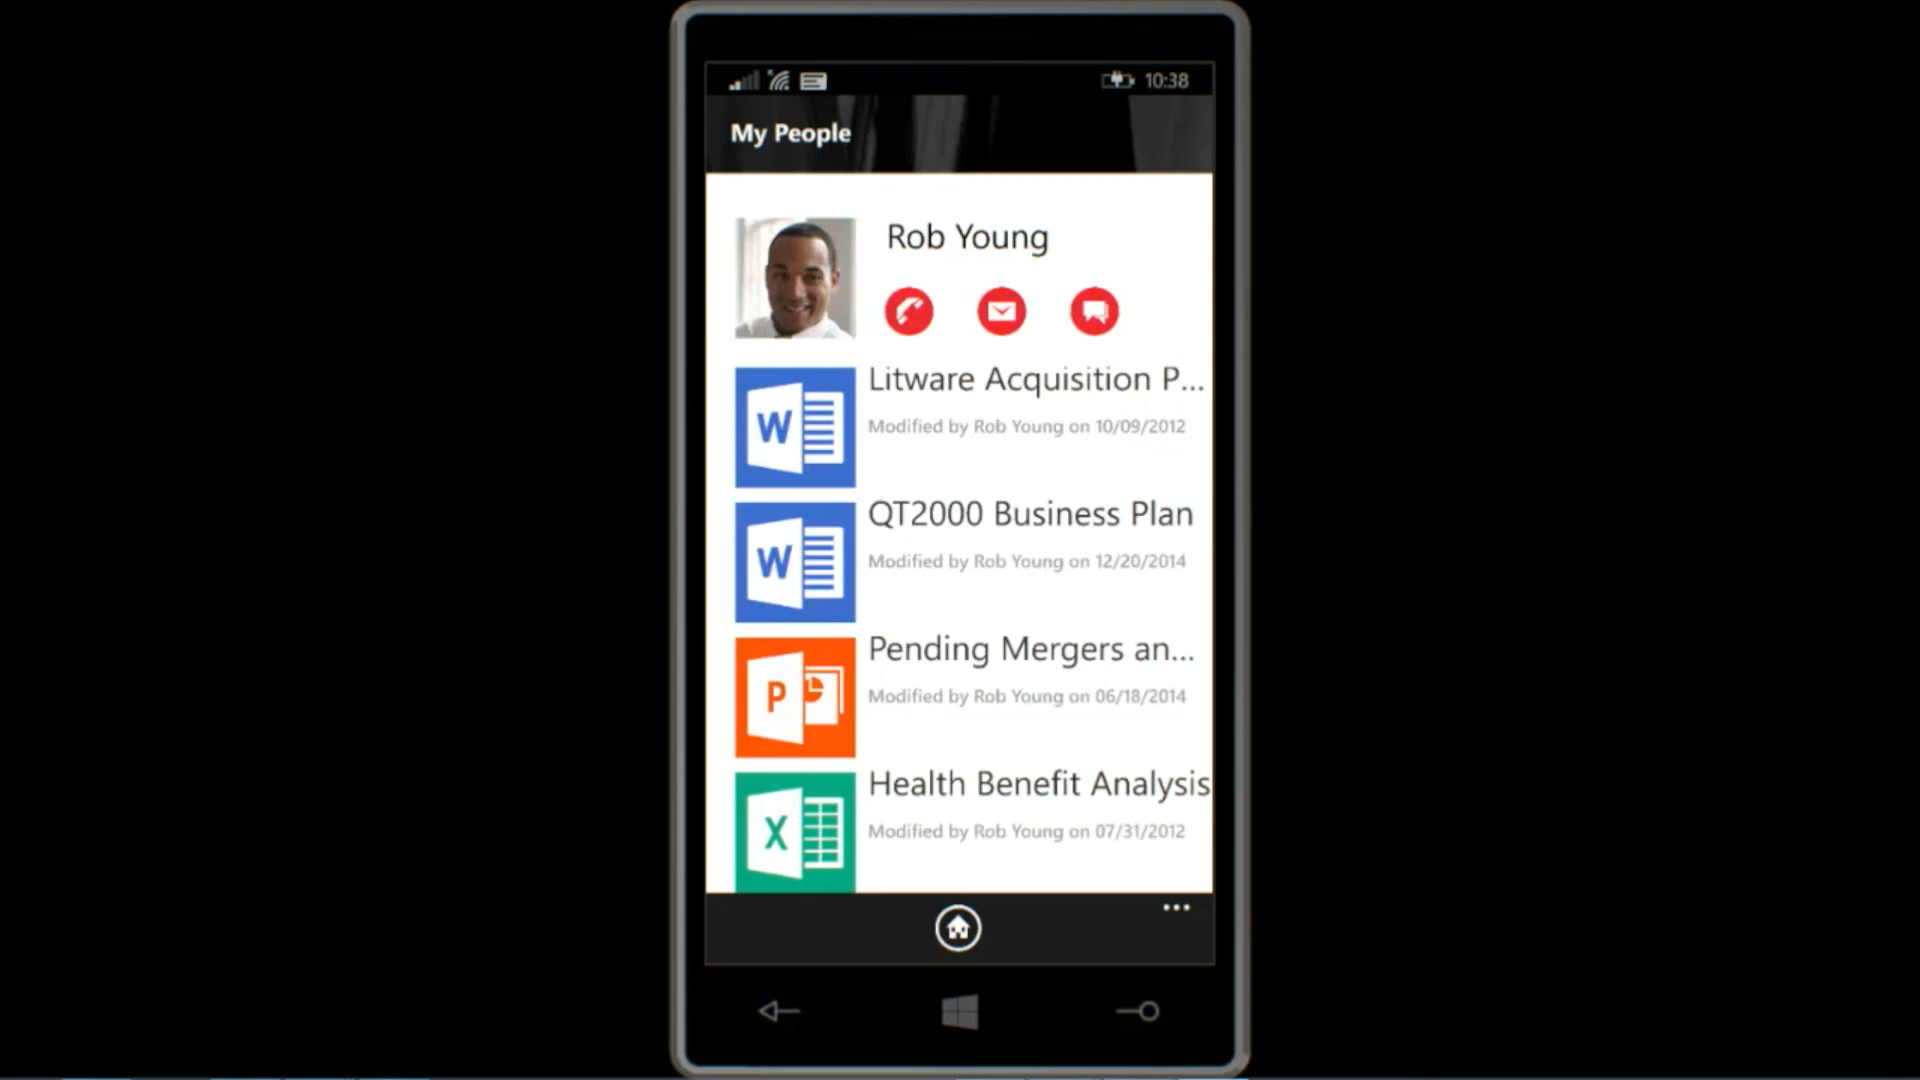 10:38
My People
Rob Young
Litware Acquisition P...
Modified by Rob Young on 10/09/2012
QT2000 Business Plan
Modified by Rob Young on 12/20/2014
Pending Mergers an...
Modified by Rob Young on 06/18/2014
Health Benefit Analysis
Modified by Rob Young on 07/31/2012